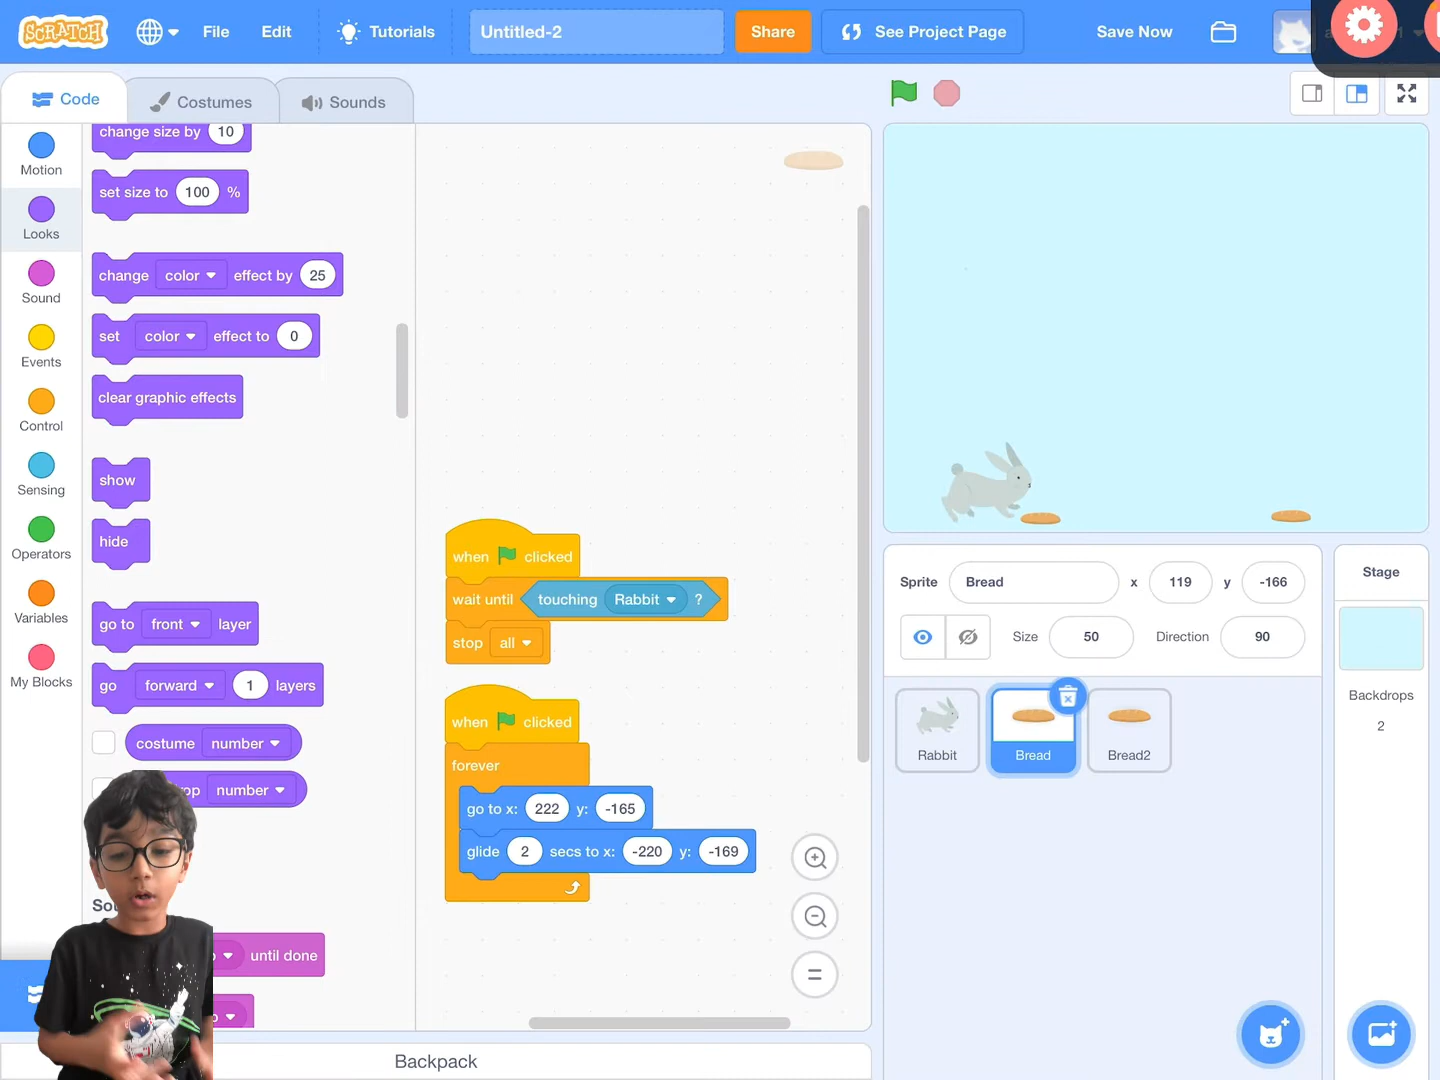 SCRATCH
File
Edit
Tutorials
Untitled-2
Share
See Project Page
Save Now
Code
Costumes
Sounds
Motion
Looks
Sound
Events
Control
Sensing
Operators
Variables
My Blocks
change size by 10
set size to 100 %
change color effect by 25
set color effect to 0
clear graphic effects
show
hide
go to front layer
go forward 1 layers
costume number
number
until done
when clicked
wait until touching Rabbit ?
stop all
when clicked
forever
go to x: 222 y: -165
glide 2 secs to x: -220 y: -169
Backpack
Sprite Bread x 119 y -166
Size 50 Direction 90
Rabbit
Bread
Bread2
Stage
Backdrops
2